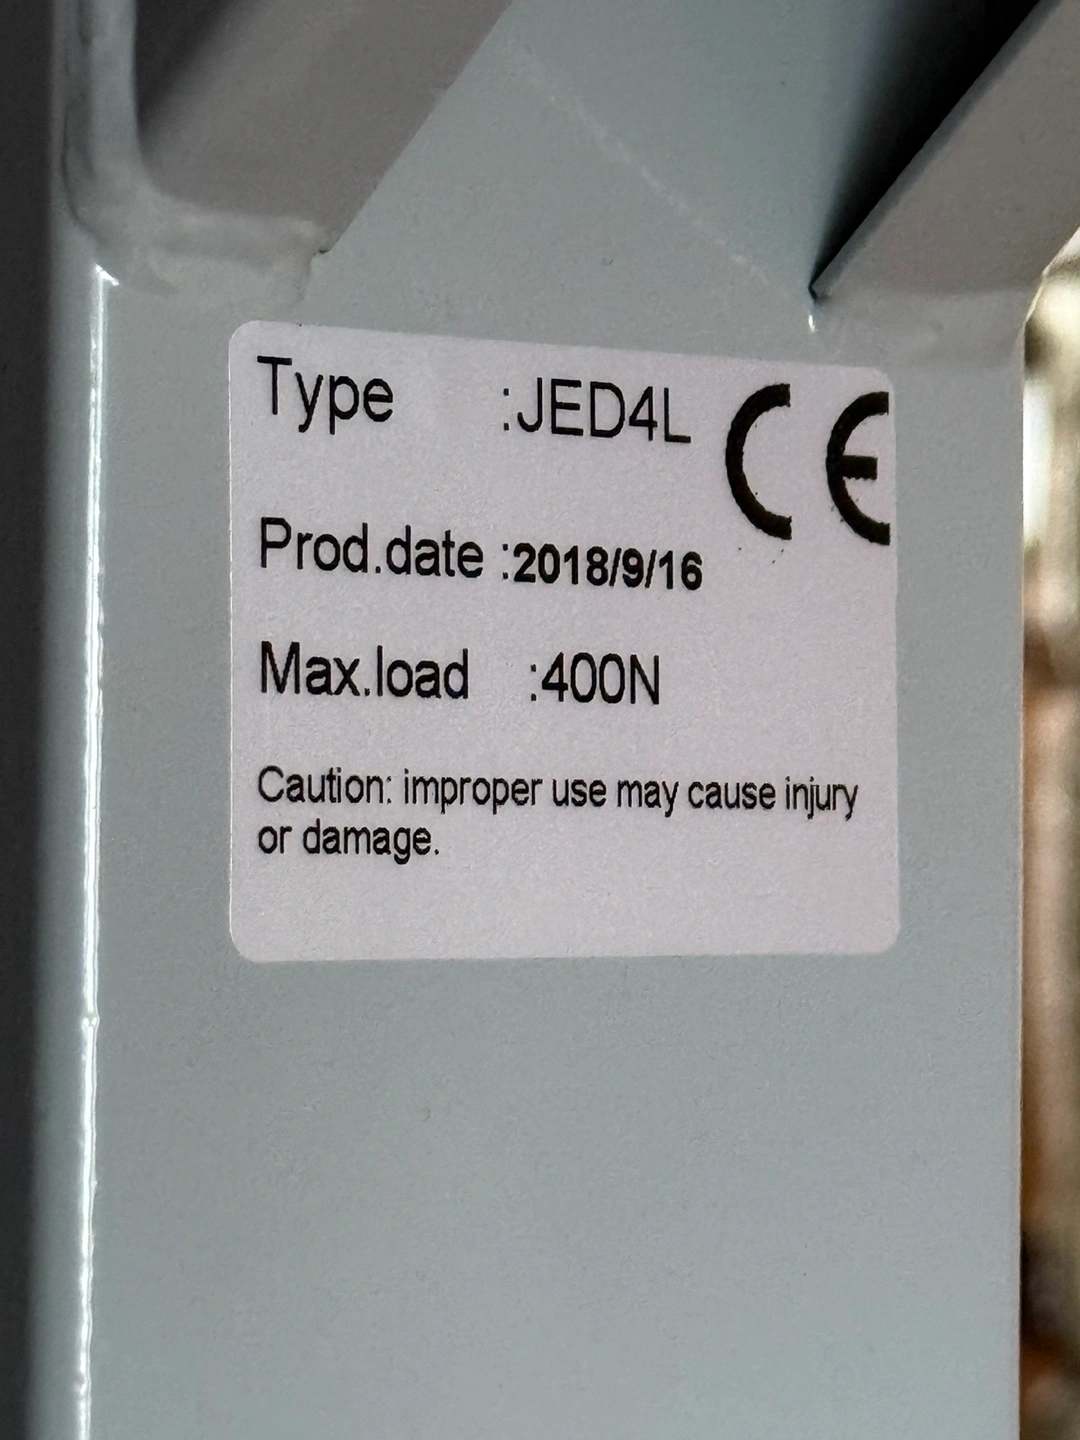 Type :JED4L CE
Prod.date :2018/9/16
Max.load :400N
Caution: improper use may cause injury
or damage.